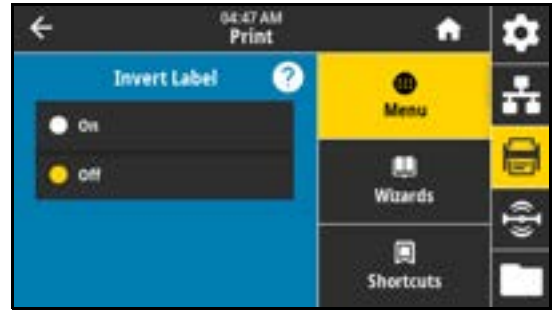 04:47 AM
Print
Invert Label
?
On
Off
Menu
Wizards
Shortcuts